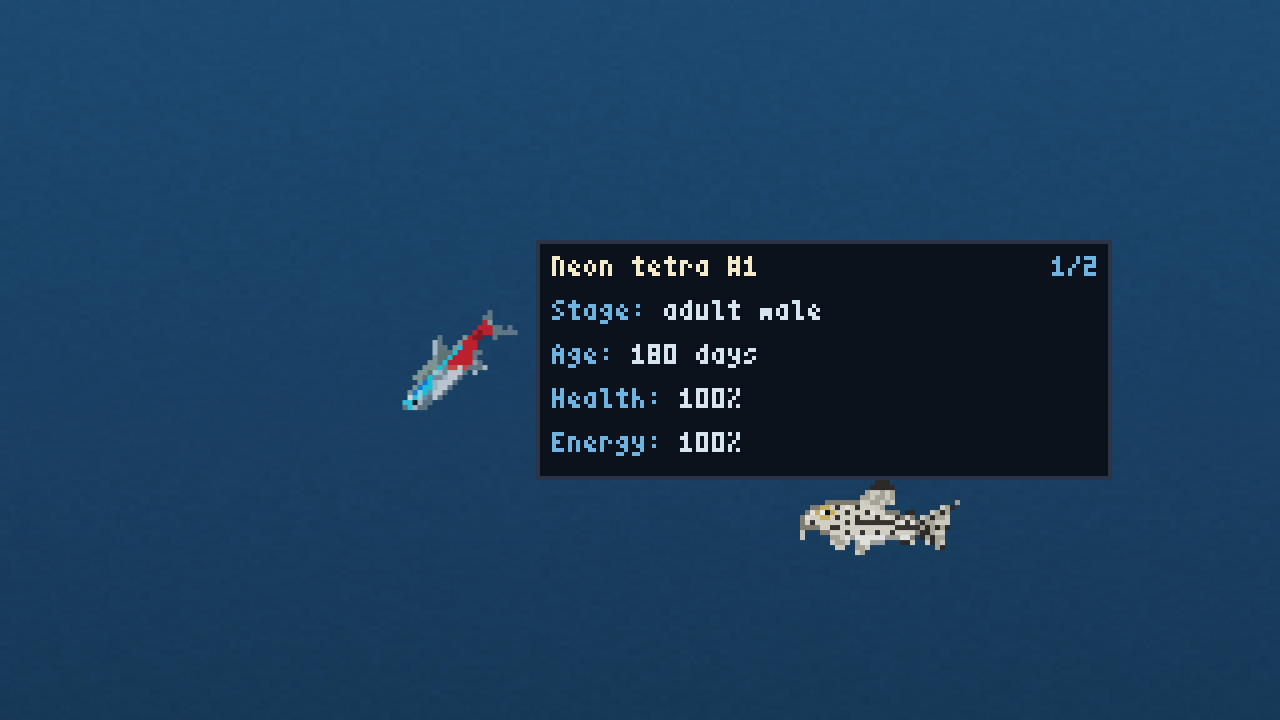 Neon tetra #1 1/2
Stage: adult male
Age: 180 days
Health: 100%
Energy: 100%